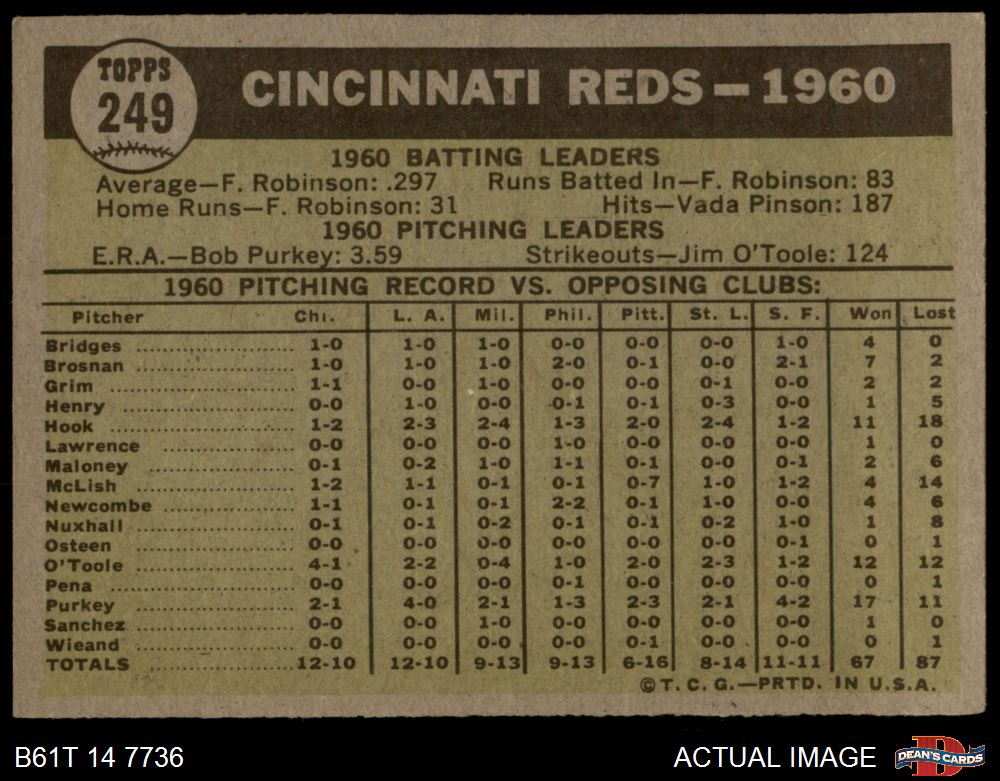 TOPPS
249
CINCINNATI REDS — 1960
1960 BATTING LEADERS
Average—F. Robinson: .297 Runs Batted In—F. Robinson: 83
Home Runs—F. Robinson: 31 Hits—Vada Pinson: 187
1960 PITCHING LEADERS
E.R.A.—Bob Purkey: 3.59 Strikeouts—Jim O'Toole: 124
1960 PITCHING RECORD VS. OPPOSING CLUBS:
Pitcher Chi. L. A. Mil. Phil. Pitt. St. L. S. F. Won Lost
Bridges 1-0 1-0 1-0 0-0 0-0 0-0 1-0 4 0
Brosnan 1-0 1-0 1-0 2-0 0-1 0-0 2-1 7 2
Grim 1-1 0-0 1-0 0-0 0-0 0-1 0-0 2 2
Henry 0-0 1-0 0-0 0-1 0-1 0-3 0-0 1 5
Hook 1-2 2-3 2-4 1-3 2-0 2-4 1-2 11 18
Lawrence 0-0 0-0 0-0 1-0 0-0 0-0 0-0 1 0
Maloney 0-1 0-2 1-0 1-1 0-1 0-0 0-1 2 6
McLish 1-2 1-1 0-1 0-1 0-7 1-0 1-2 4 14
Newcombe 1-1 0-1 0-1 2-2 0-1 1-0 0-0 4 6
Nuxhall 0-1 0-1 0-2 0-1 0-1 0-2 1-0 1 8
Osteen 0-0 0-0 0-0 0-0 0-0 0-0 0-1 0 1
O'Toole 4-1 2-2 0-4 1-0 2-0 2-3 1-2 12 12
Pena 0-0 0-0 0-0 0-1 0-0 0-0 0-0 0 1
Purkey 2-1 4-0 2-1 1-3 2-3 2-1 4-2 17 11
Sanchez 0-0 0-0 1-0 0-0 0-0 0-0 0-0 1 0
Wieand 0-0 0-0 0-0 0-0 0-1 0-0 0-0 0 1
TOTALS 12-10 12-10 9-13 9-13 6-16 8-14 11-11 67 87
© T. C. G.—PRTD. IN U.S.A.
B61T 14 7736 ACTUAL IMAGE DEAN'S CARDS